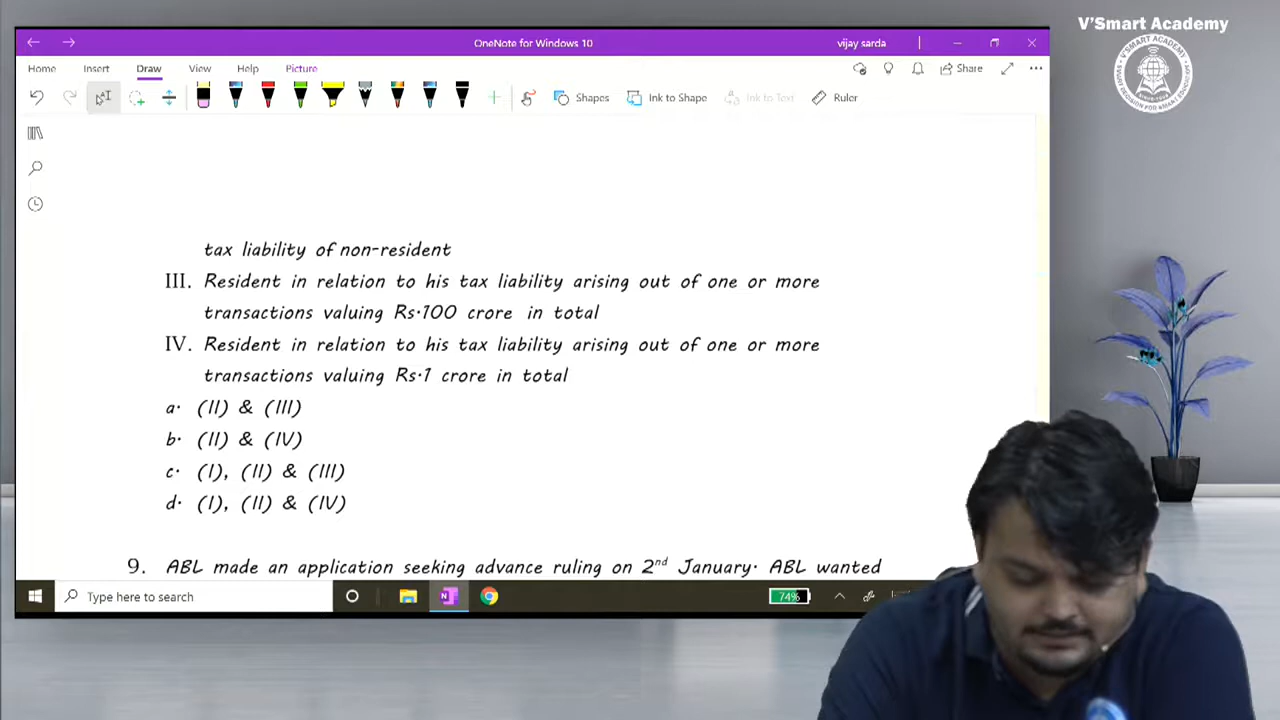 V'Smart Academy
OneNote for Windows 10
vijay sarda
Home Insert Draw View Help Picture
Share
Shapes Ink to Shape Ink to Text Ruler
tax liability of non-resident
III. Resident in relation to his tax liability arising out of one or more
transactions valuing Rs.100 crore in total
IV. Resident in relation to his tax liability arising out of one or more
transactions valuing Rs.1 crore in total
a. (II) & (III)
b. (II) & (IV)
c. (I), (II) & (III)
d. (I), (II) & (IV)
9. ABL made an application seeking advance ruling on 2nd January. ABL wanted
Type here to search
74%